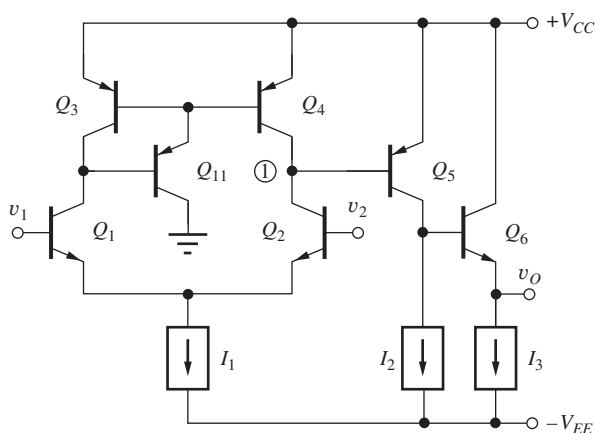 +V_CC
Q_3
Q_4
Q_11
①
Q_5
v_1
Q_1
Q_2
v_2
Q_6
v_O
I_1
I_2
I_3
−V_EE